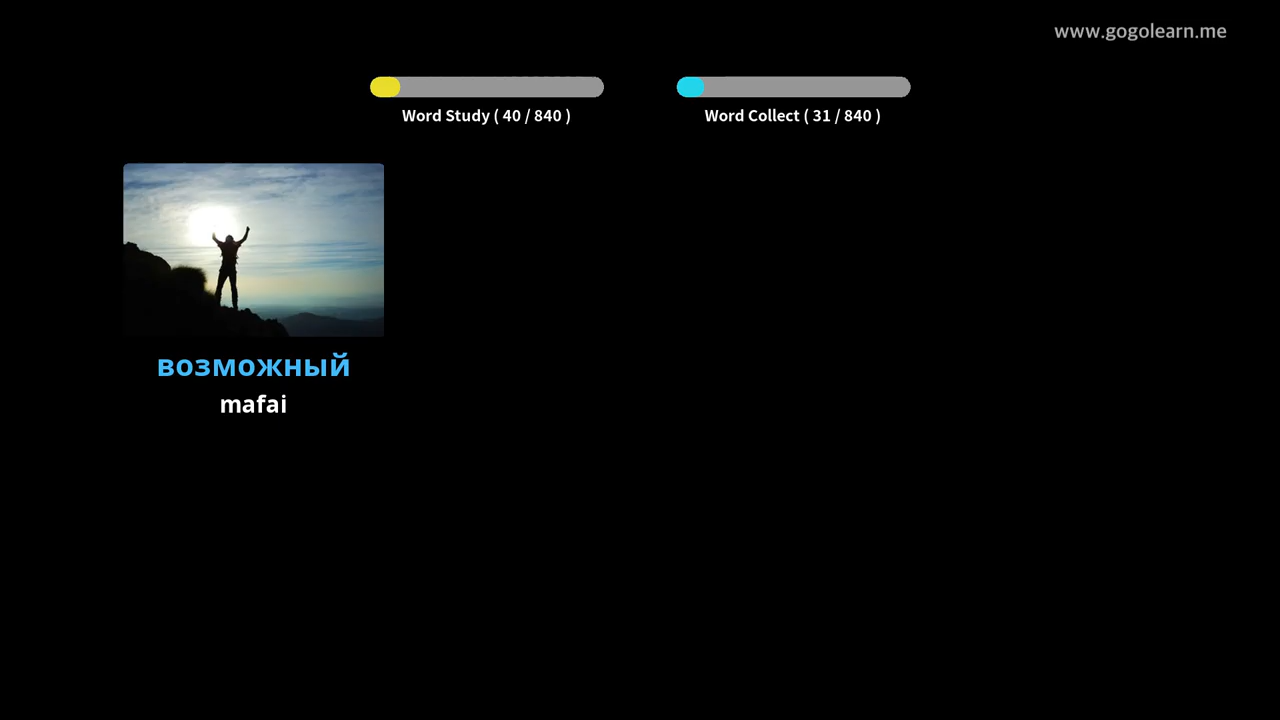 www.gogolearn.me
Word Study ( 40 / 840 )
Word Collect ( 31 / 840 )
возможный
mafai